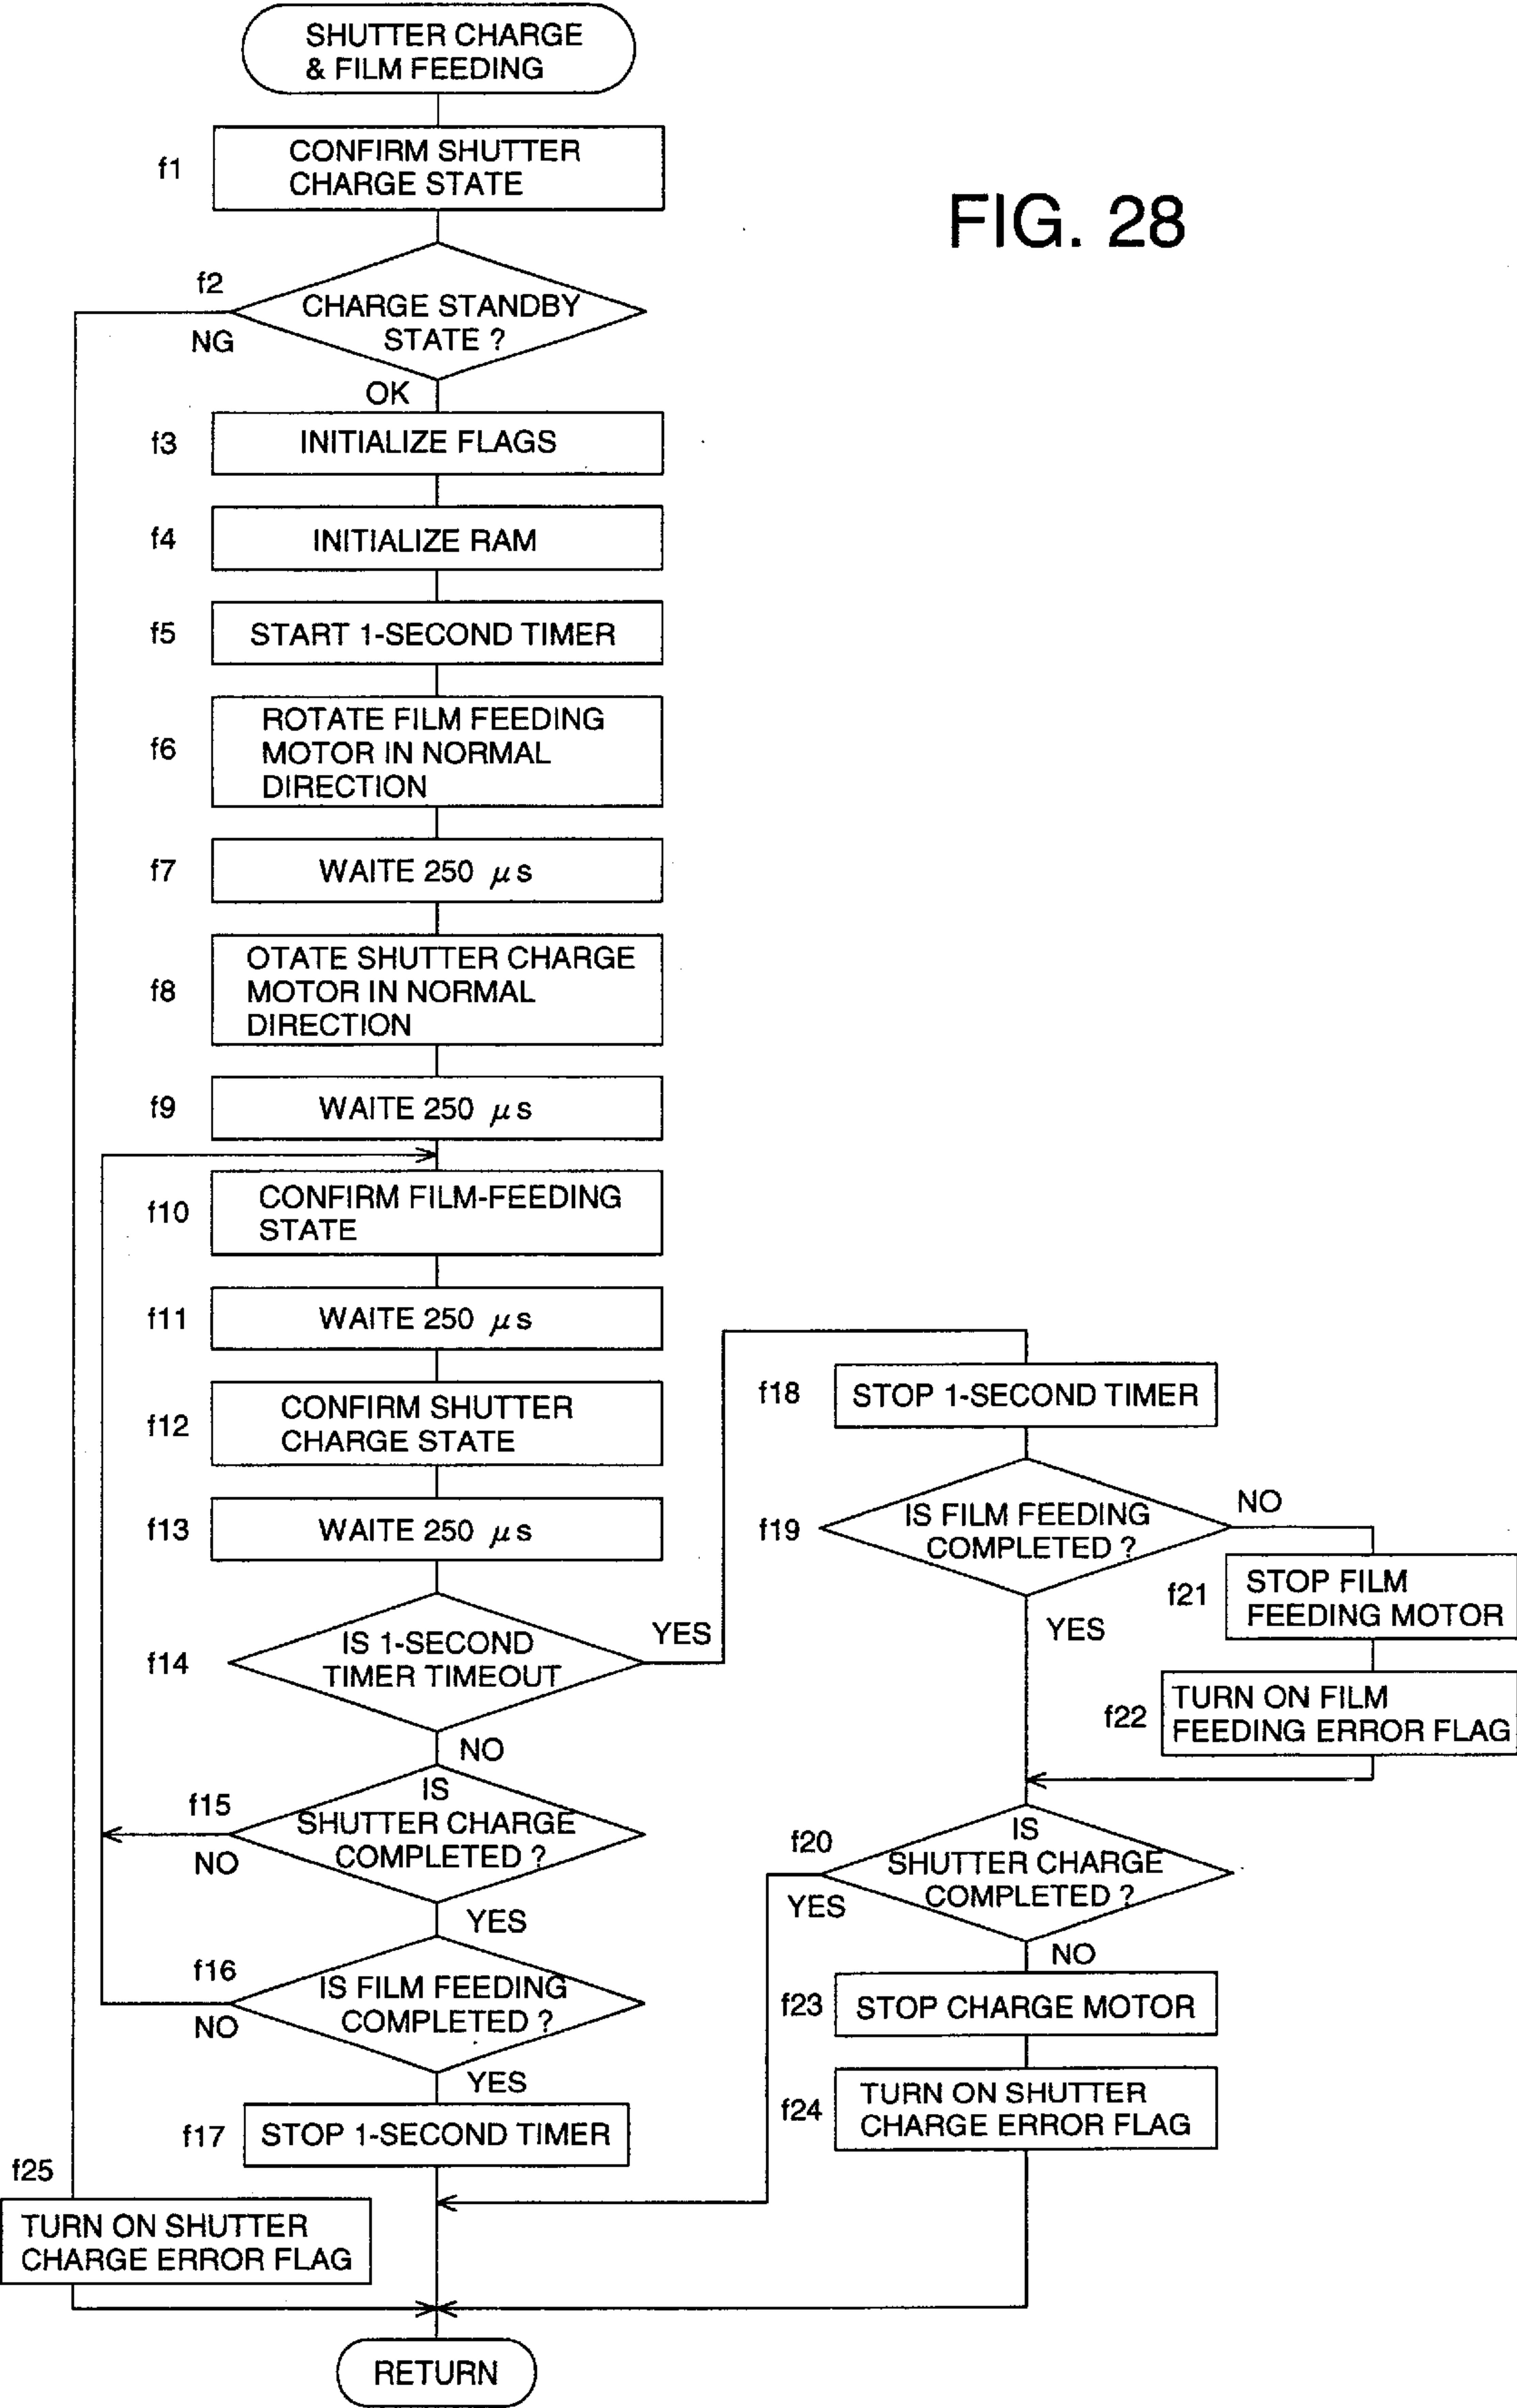 SHUTTER CHARGE
& FILM FEEDING
f1
CONFIRM SHUTTER
CHARGE STATE
FIG. 28
f2
CHARGE STANDBY
STATE ?
NG
OK
f3
INITIALIZE FLAGS
f4
INITIALIZE RAM
f5
START 1-SECOND TIMER
f6
ROTATE FILM FEEDING
MOTOR IN NORMAL
DIRECTION
f7
WAITE 250 μs
f8
OTATE SHUTTER CHARGE
MOTOR IN NORMAL
DIRECTION
f9
WAITE 250 μs
f10
CONFIRM FILM-FEEDING
STATE
f11
WAITE 250 μs
f12
CONFIRM SHUTTER
CHARGE STATE
f13
WAITE 250 μs
f14
IS 1-SECOND
TIMER TIMEOUT
YES
NO
f15
IS
SHUTTER CHARGE
COMPLETED ?
NO
YES
f16
IS FILM FEEDING
COMPLETED ?
NO
YES
f17
STOP 1-SECOND TIMER
f18
STOP 1-SECOND TIMER
f19
IS FILM FEEDING
COMPLETED ?
NO
YES
f21
STOP FILM
FEEDING MOTOR
f22
TURN ON FILM
FEEDING ERROR FLAG
f20
IS
SHUTTER CHARGE
COMPLETED ?
YES
NO
f23
STOP CHARGE MOTOR
f24
TURN ON SHUTTER
CHARGE ERROR FLAG
f25
TURN ON SHUTTER
CHARGE ERROR FLAG
RETURN